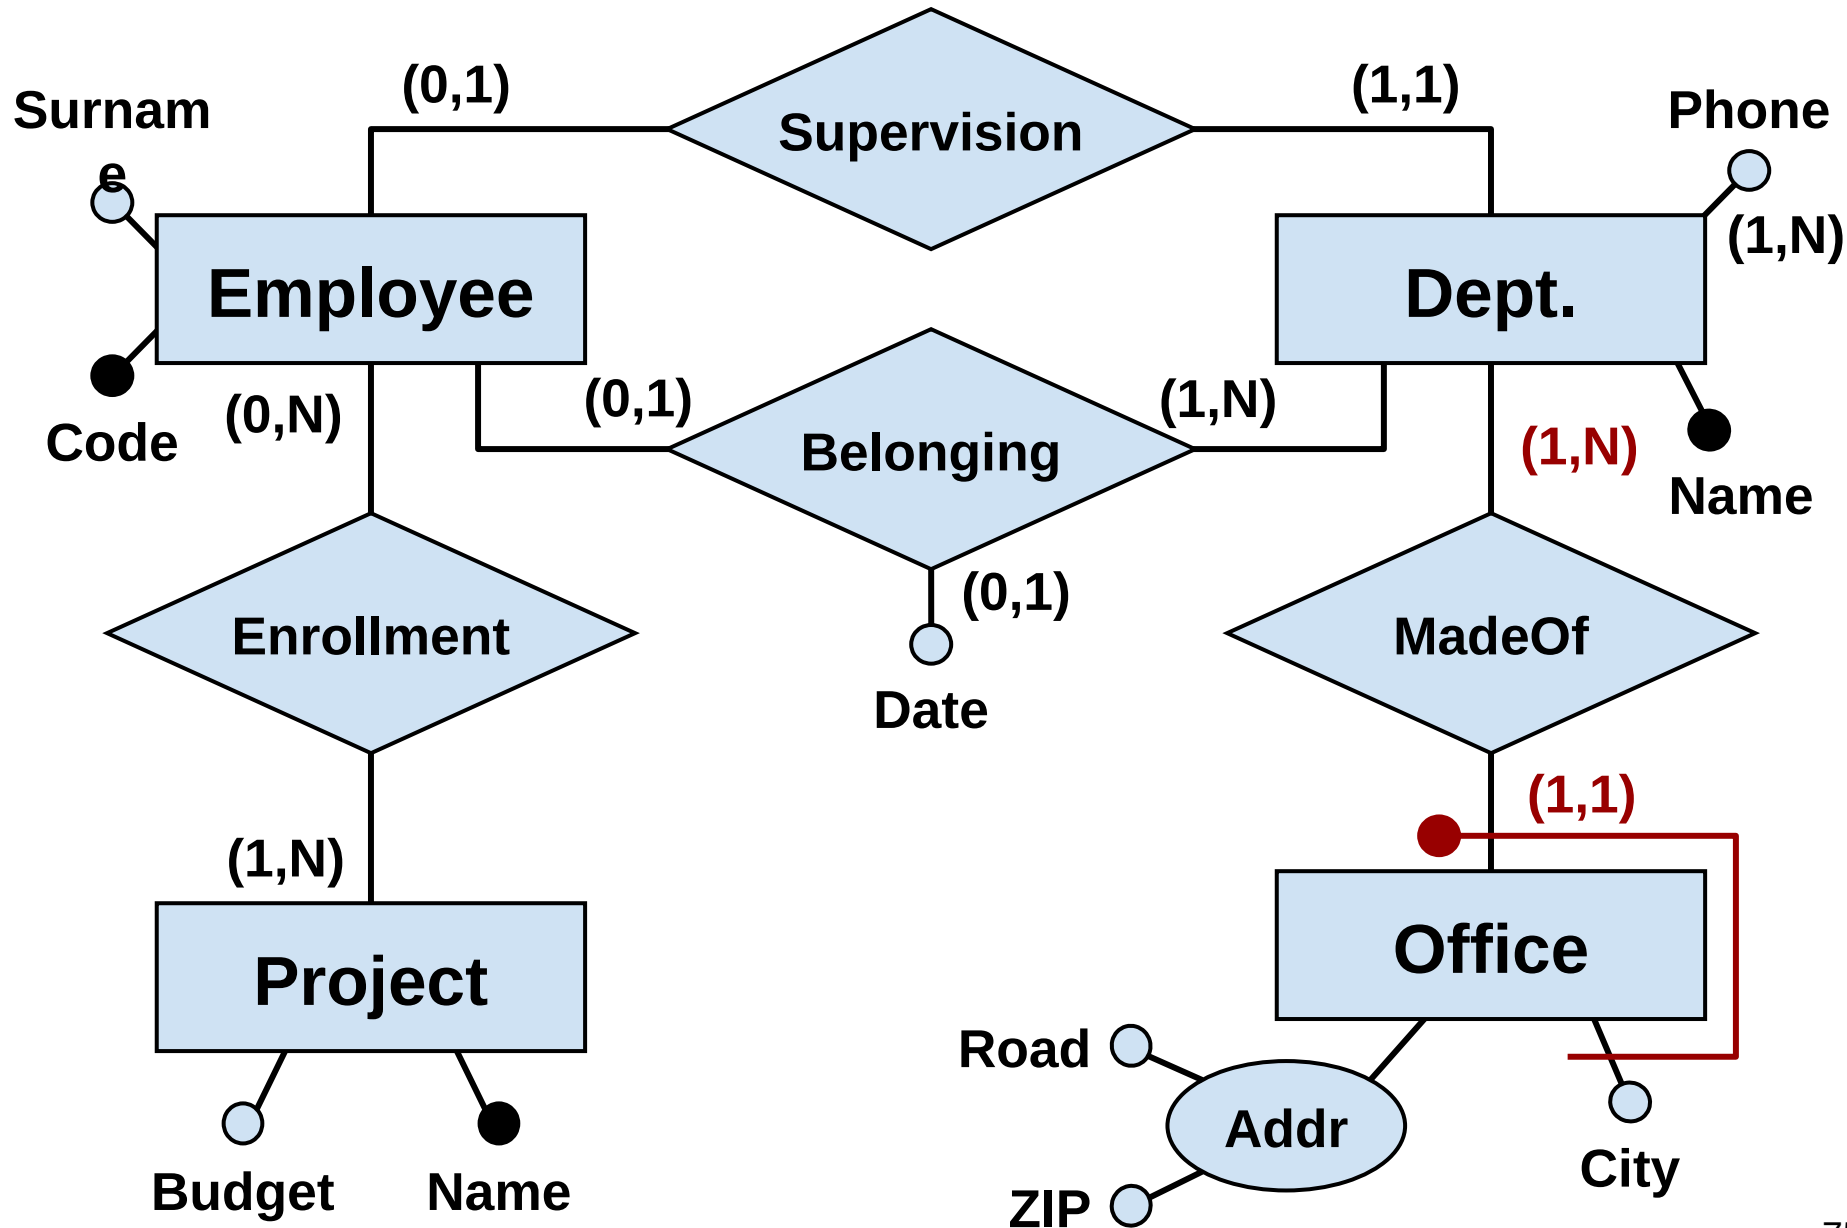 (0,1)
Supervision
(1,1)
Surnam
e
Phone
(1,N)
Employee
Dept.
Code
(0,N)
(0,1)
Belonging
(1,N)
(1,N)
Name
Enrollment
(0,1)
Date
MadeOf
(1,N)
(1,1)
Project
Office
Budget
Name
Road
Addr
ZIP
City